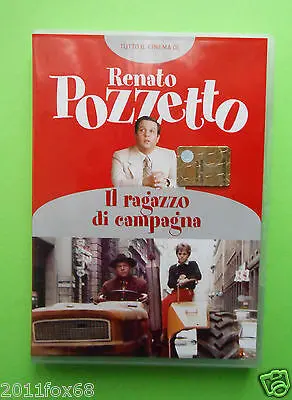 TUTTO IL CINEMA DI
Renato
Pozzetto
Il ragazzo
di campagna
2011fox68